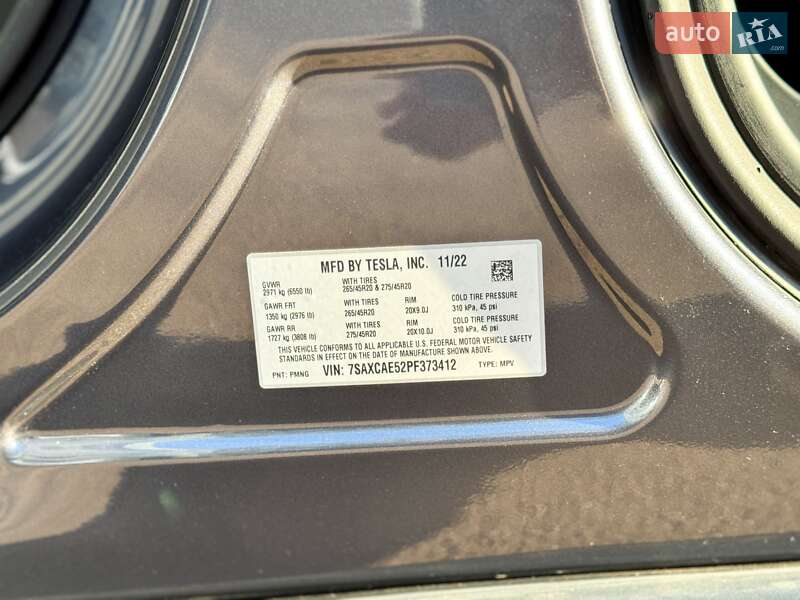 auto RIA.com
MFD BY TESLA, INC. 11/22
GVWR
2971 kg (6550 lb)
WITH TIRES
265/45R20 & 275/45R20
GAWR FRT
1350 kg (2976 lb)
WITH TIRES
265/45R20
RIM
20X9.0J
COLD TIRE PRESSURE
310 kPa, 45 psi
GAWR RR
1727 kg (3808 lb)
WITH TIRES
275/45R20
RIM
20X10.0J
COLD TIRE PRESSURE
310 kPa, 45 psi
THIS VEHICLE CONFORMS TO ALL APPLICABLE U.S. FEDERAL MOTOR VEHICLE SAFETY
STANDARDS IN EFFECT ON THE DATE OF MANUFACTURE SHOWN ABOVE.
PNT: PMNG VIN: 7SAXCAE52PF373412 TYPE: MPV